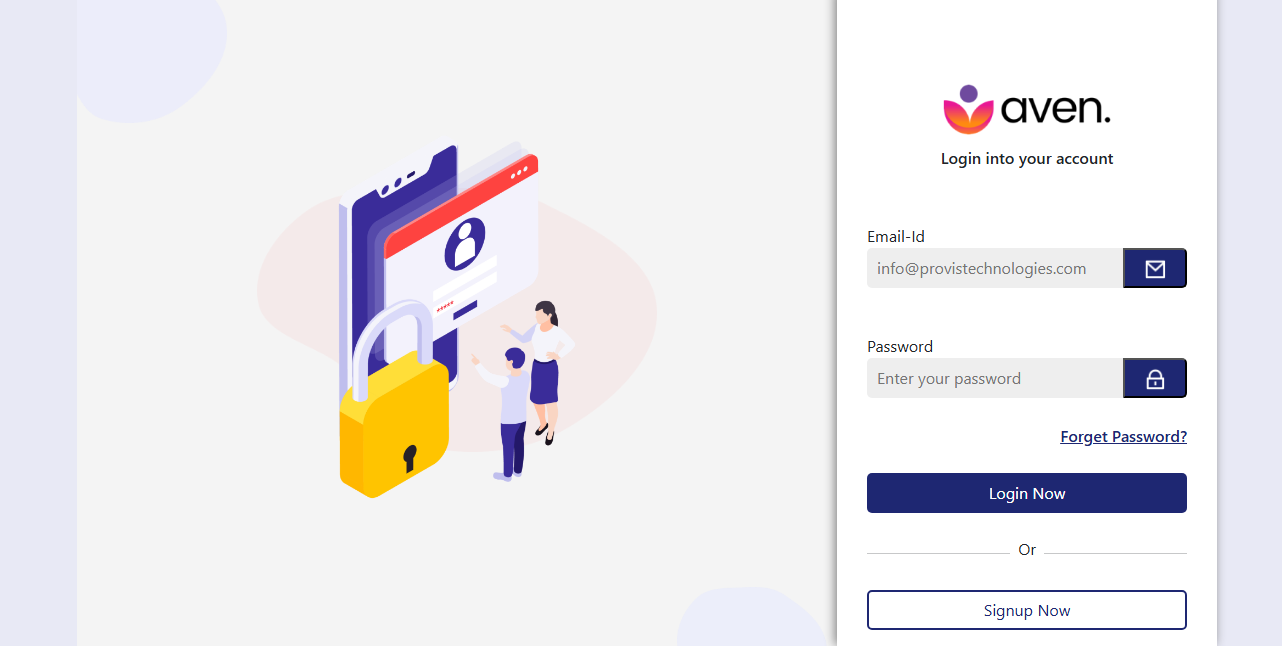 aven.
Login into your account
Email-Id
info@provistechnologies.com
Password
Enter your password
Forget Password?
Login Now
Or
Signup Now